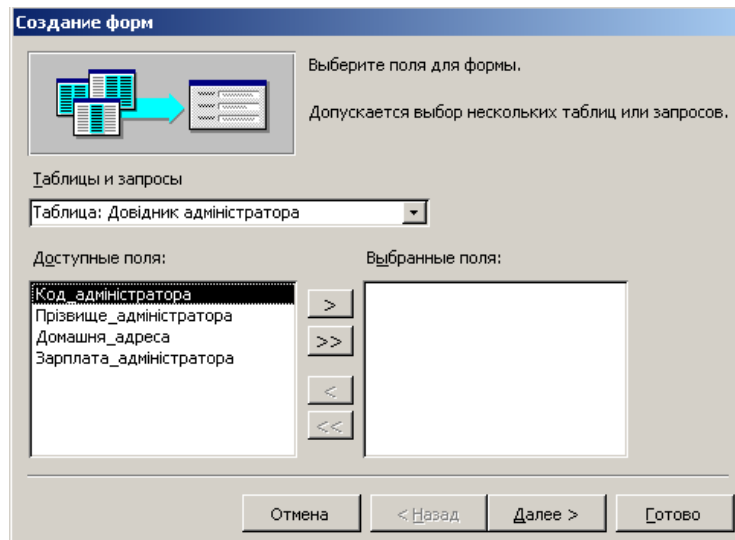 Создание форм
Выберите поля для формы.
Допускается выбор нескольких таблиц или запросов.
Таблицы и запросы
Таблица: Довідник адміністратора
Доступные поля:
Выбранные поля:
Код_адміністратора
Прізвище_адміністратора
Домашня_адреса
Зарплата_адміністратора
>
>>
<
<<
Отмена
< Назад
Далее >
Готово